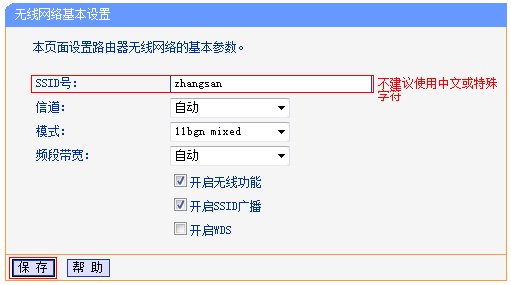 无线网络基本设置
本页面设置路由器无线网络的基本参数。
SSID号: zhangsan 不建议使用中文或特殊
字符
信道: 自动
模式: 11bgn mixed
频段带宽: 自动
开启无线功能
开启SSID广播
开启WDS
保 存 帮 助